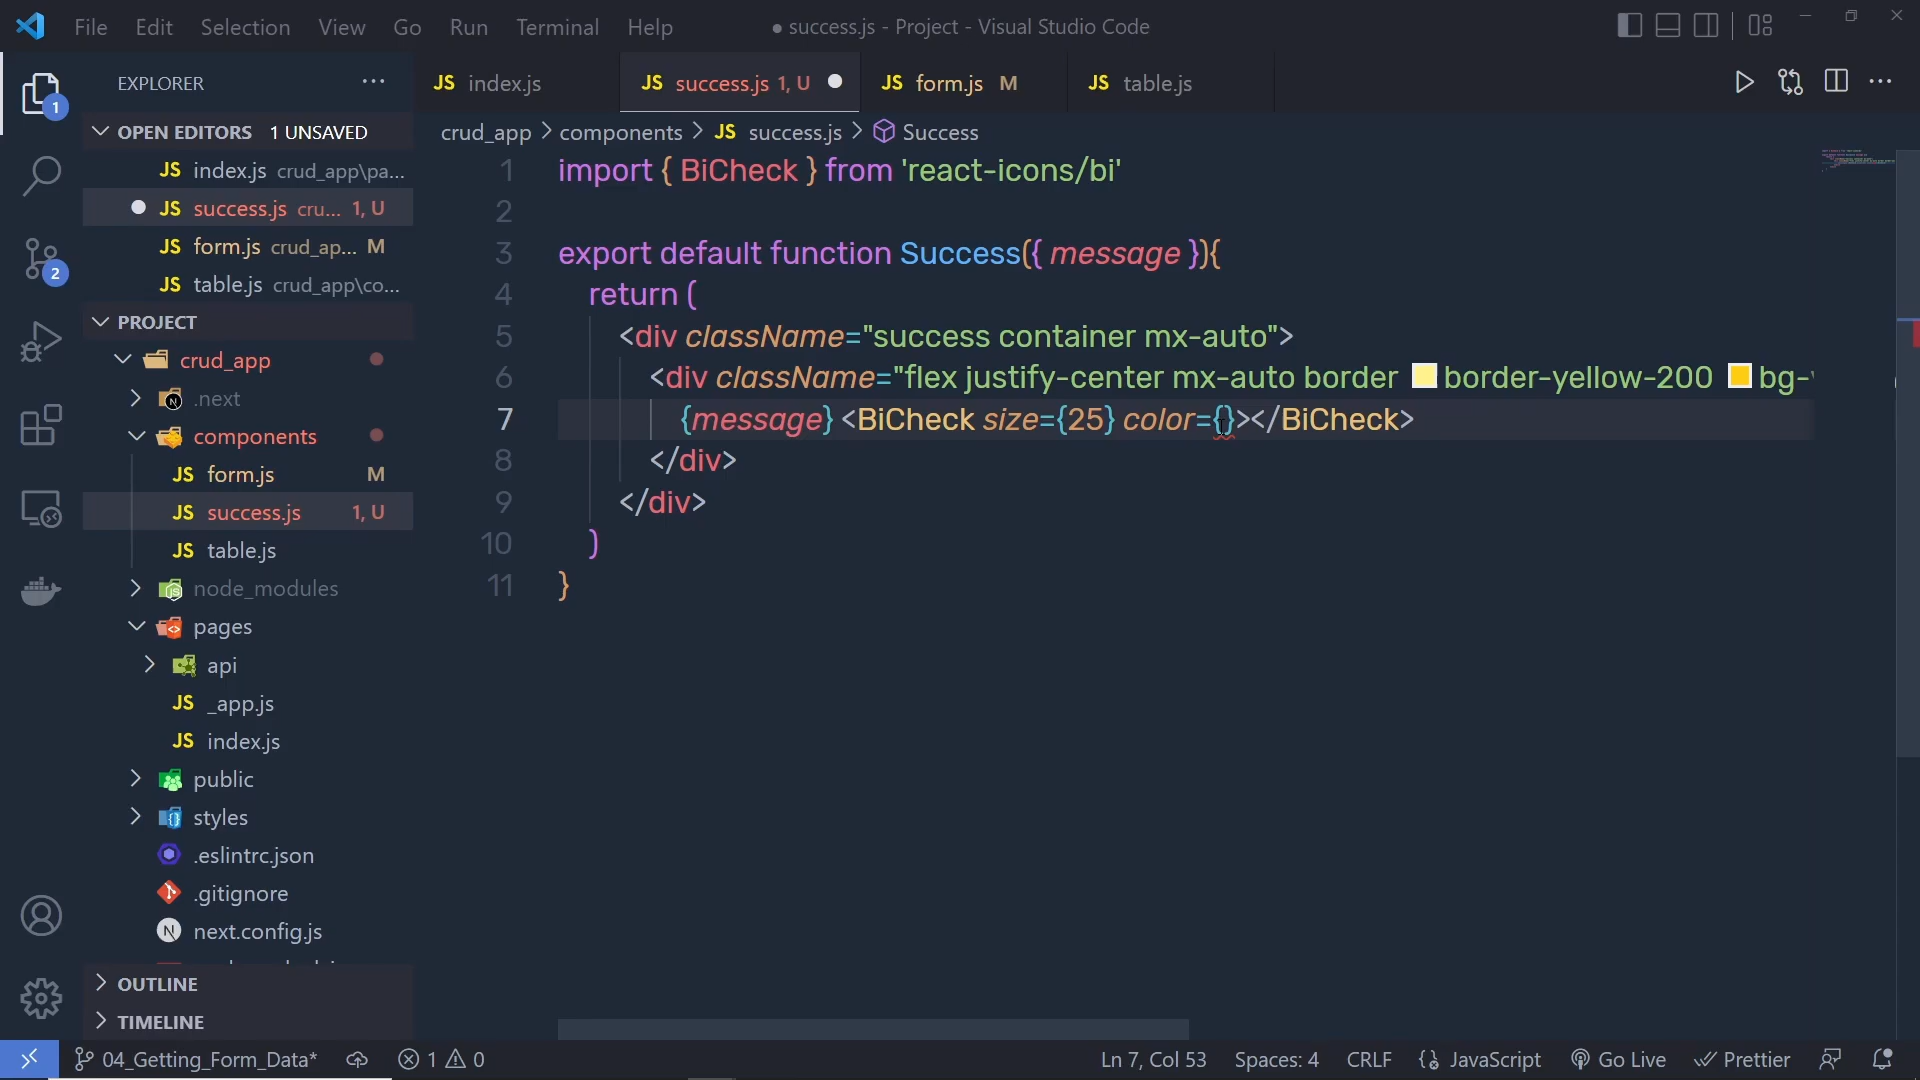 File Edit Selection View Go Run Terminal Help
● success.js - Project - Visual Studio Code
EXPLORER
JS index.js
JS success.js 1, U
JS form.js M
JS table.js
OPEN EDITORS 1 UNSAVED
crud_app > components > JS success.js > Success
JS index.js crud_app\pa...
JS success.js cru... 1, U
JS form.js crud_ap... M
JS table.js crud_app\co...
PROJECT
crud_app
.next
components
JS form.js M
JS success.js 1, U
JS table.js
node_modules
pages
api
JS _app.js
JS index.js
public
styles
.eslintrc.json
.gitignore
next.config.js
OUTLINE
TIMELINE
1 import { BiCheck } from 'react-icons/bi'
2
3 export default function Success({ message }){
4 return (
5 <div className="success container mx-auto">
6 <div className="flex justify-center mx-auto border border-yellow-200 bg-
7 {message} <BiCheck size={25} color={}></BiCheck>
8 </div>
9 </div>
10 )
11 }
1
2
04_Getting_Form_Data* 1 0
Ln 7, Col 53 Spaces: 4 CRLF {} JavaScript Go Live Prettier